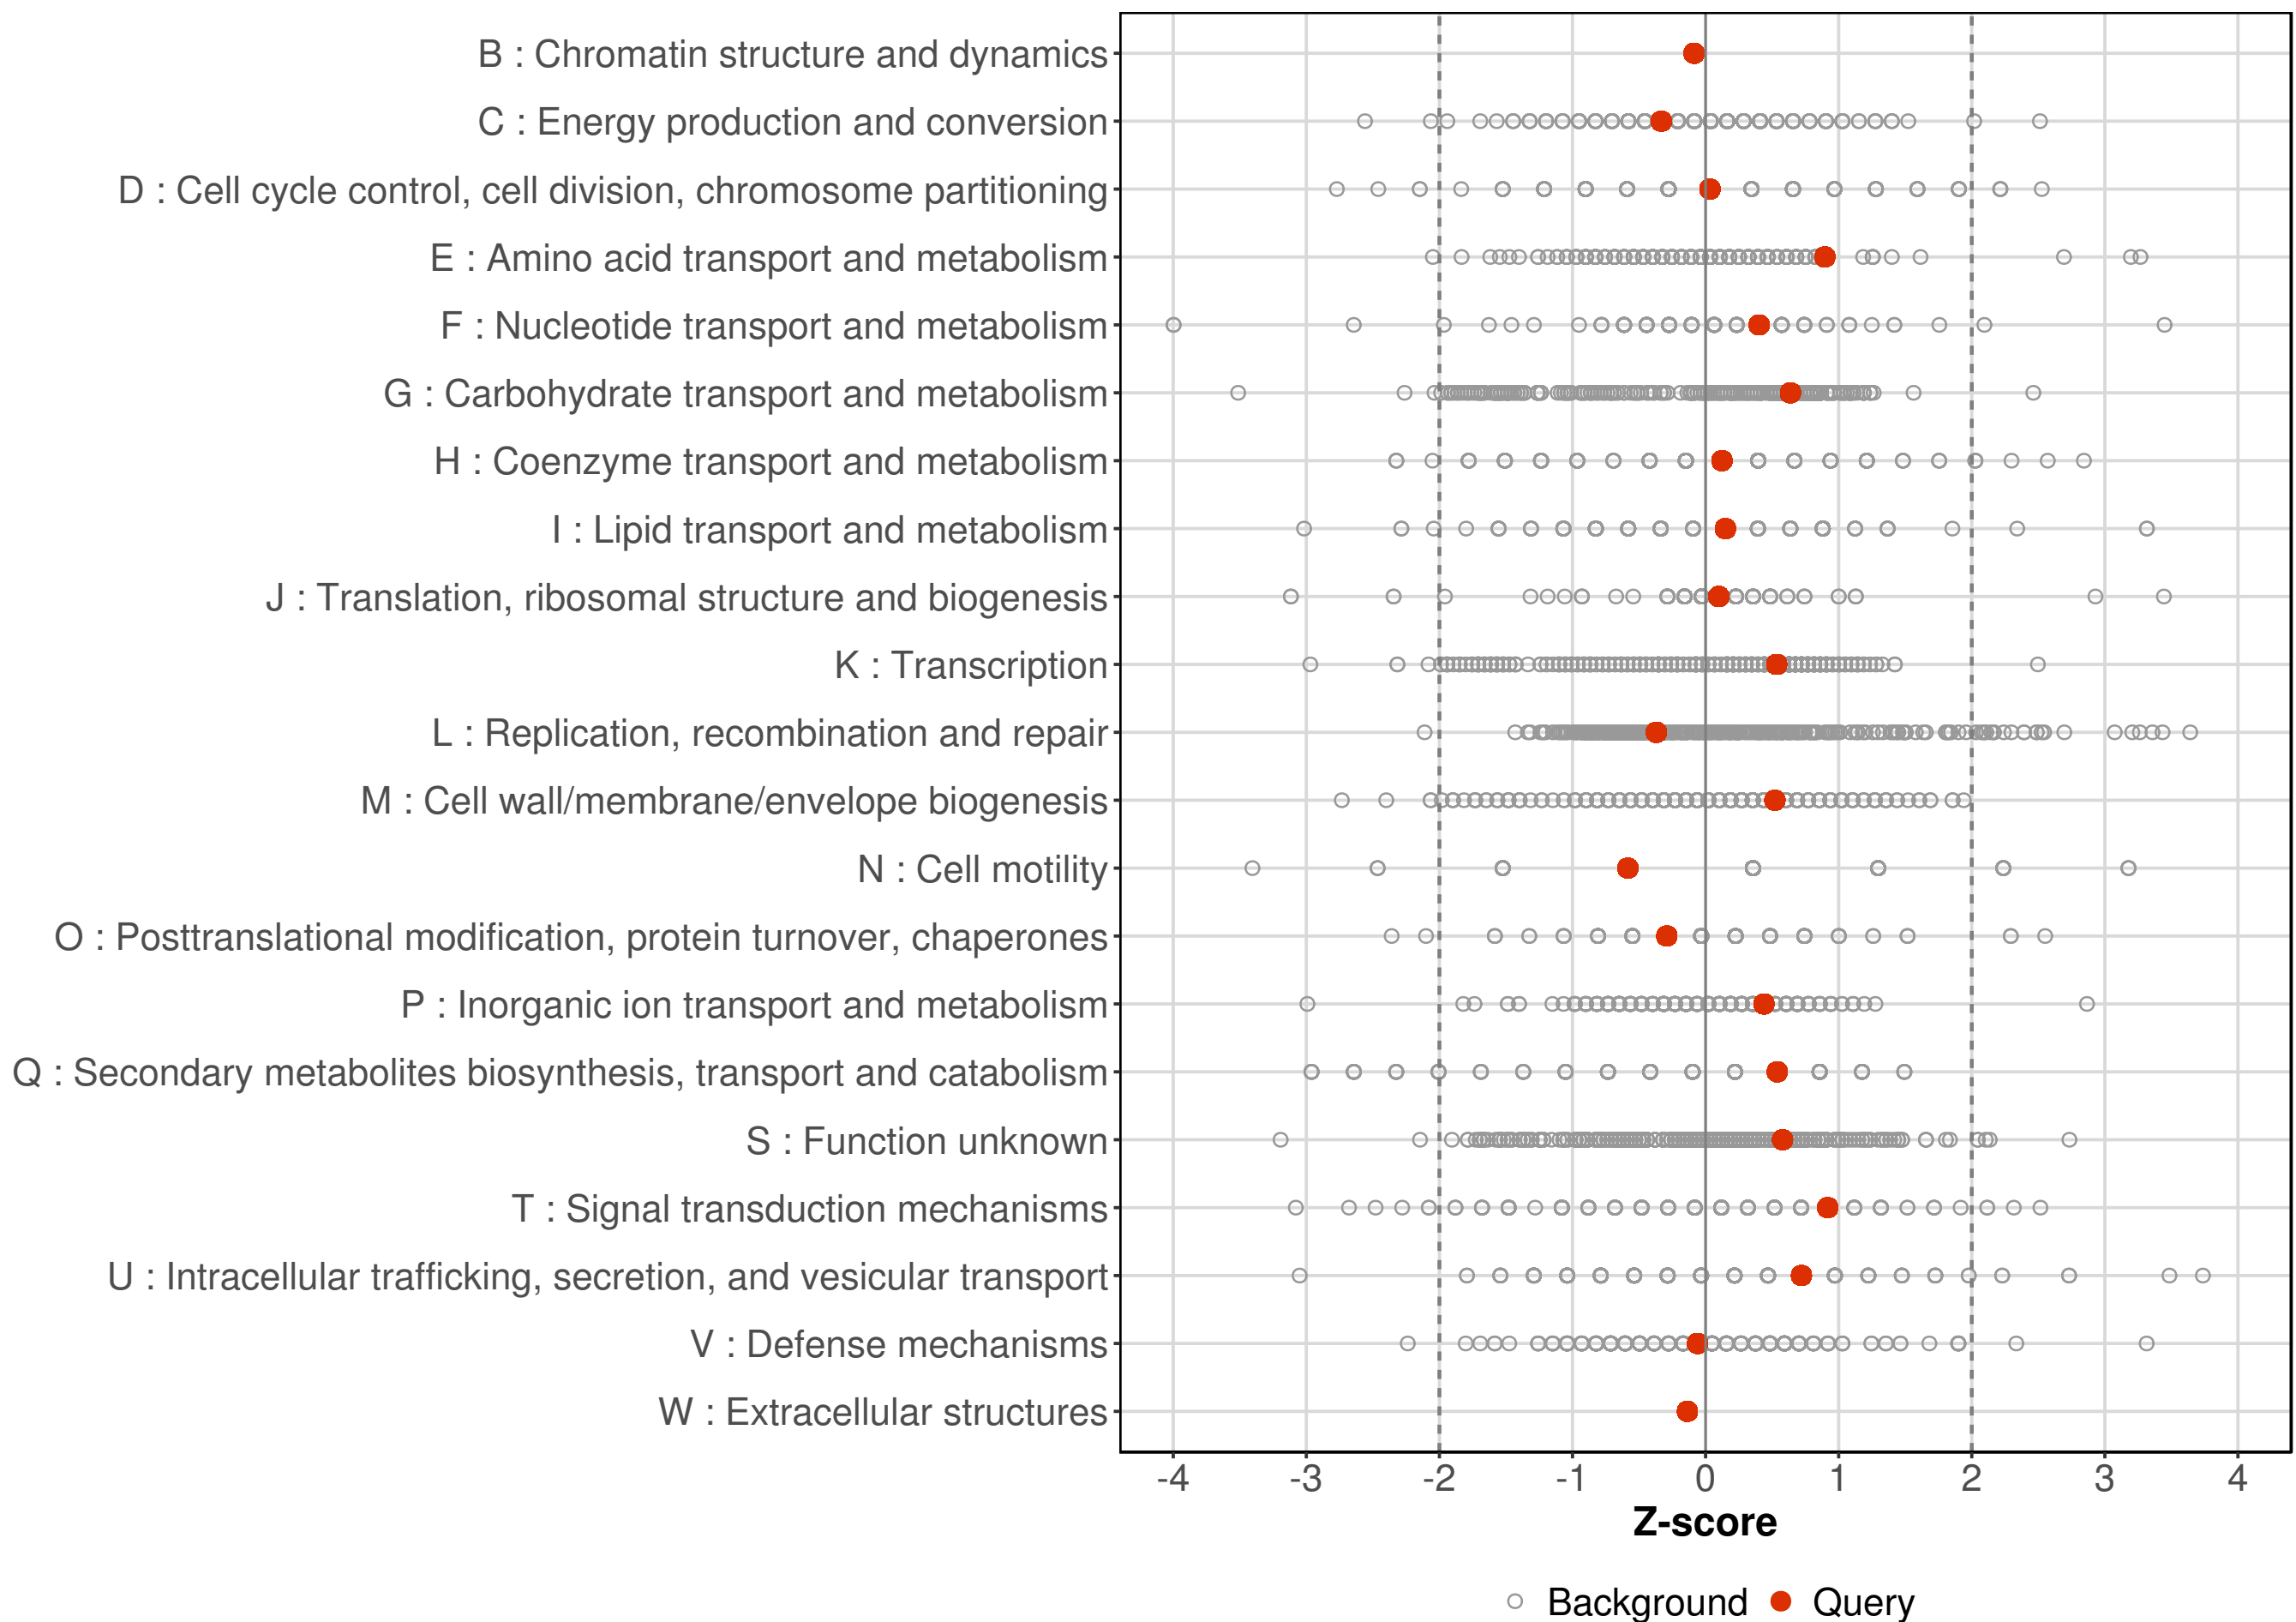 B : Chromatin structure and dynamics
C : Energy production and conversion
D : Cell cycle control, cell division, chromosome partitioning
E : Amino acid transport and metabolism
F : Nucleotide transport and metabolism
G : Carbohydrate transport and metabolism
H : Coenzyme transport and metabolism
I : Lipid transport and metabolism
J : Translation, ribosomal structure and biogenesis
K : Transcription
L : Replication, recombination and repair
M : Cell wall/membrane/envelope biogenesis
N : Cell motility
O : Posttranslational modification, protein turnover, chaperones
P : Inorganic ion transport and metabolism
Q : Secondary metabolites biosynthesis, transport and catabolism
S : Function unknown
T : Signal transduction mechanisms
U : Intracellular trafficking, secretion, and vesicular transport
V : Defense mechanisms
W : Extracellular structures
-4 -3 -2 -1 0 1 2 3 4
Z-score
Background Query